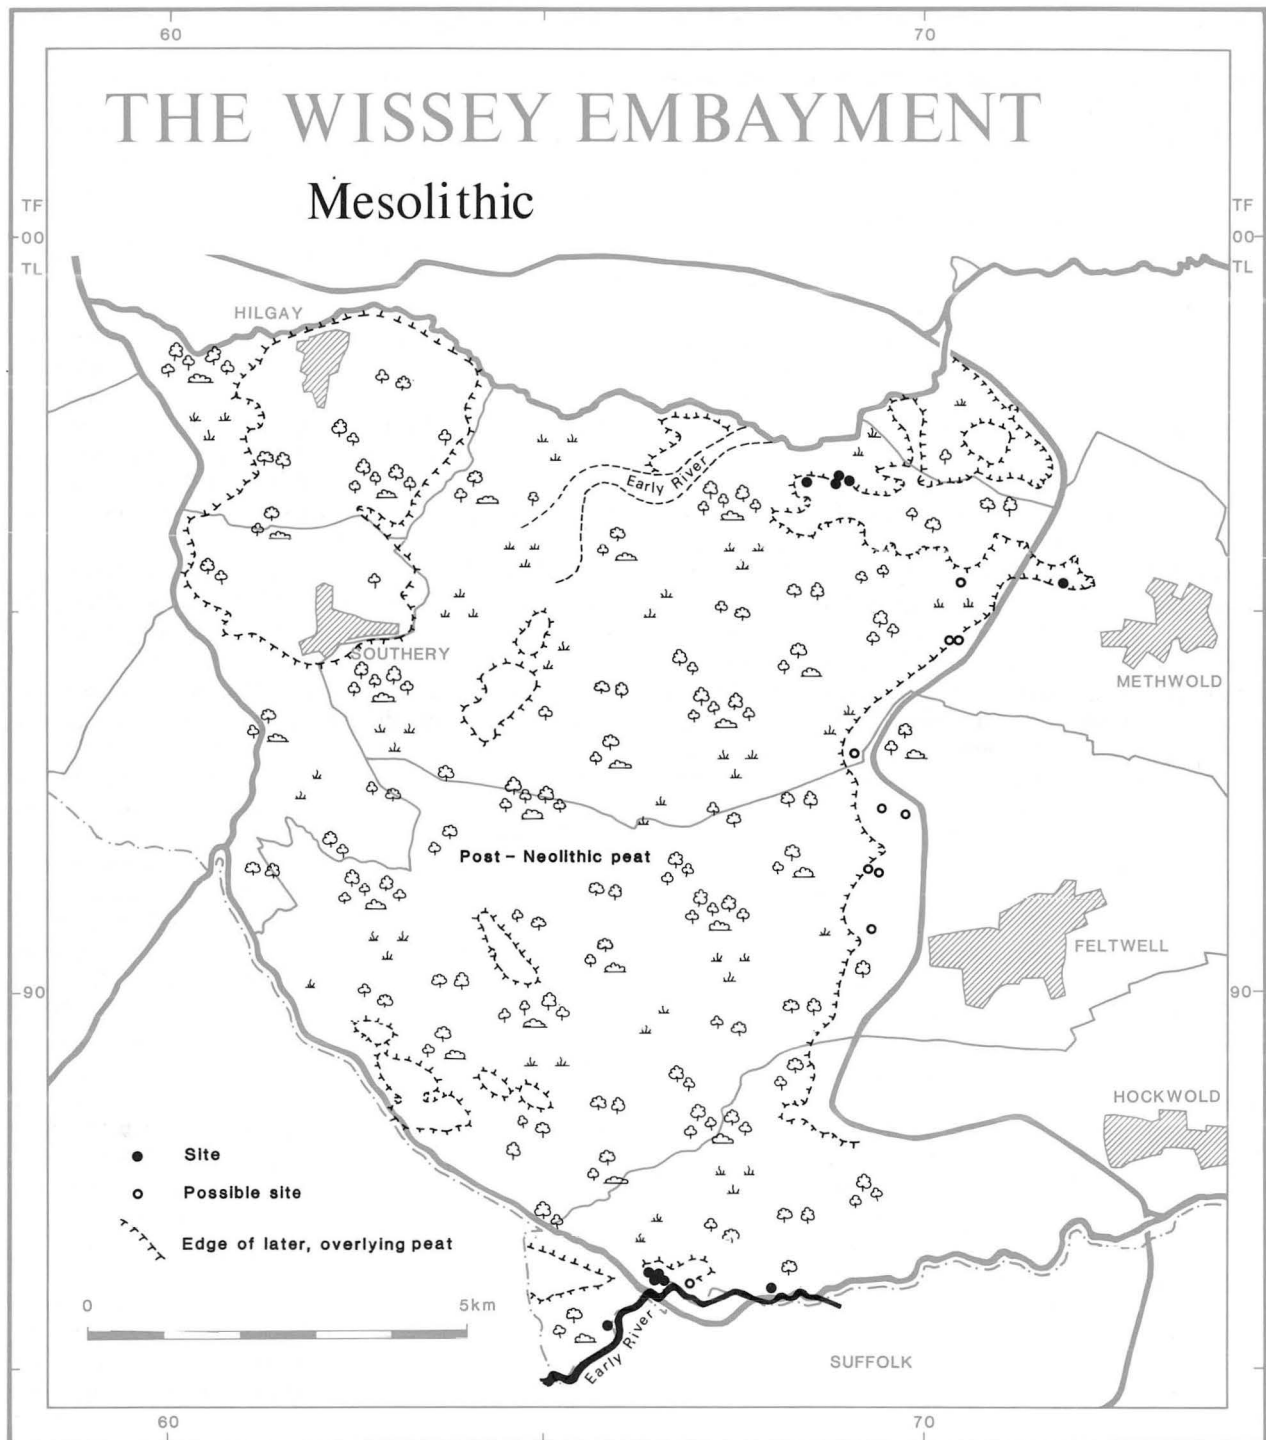 60 70
THE WISSEY EMBAYMENT
Mesolithic
TF TF
00 00
TL TL
HILGAY
Early River
SOUTHERY
METHWOLD
Post – Neolithic peat
FELTWELL
90 90
HOCKWOLD
Site
Possible site
Edge of later, overlying peat
0 5km
Early River
SUFFOLK
60 70